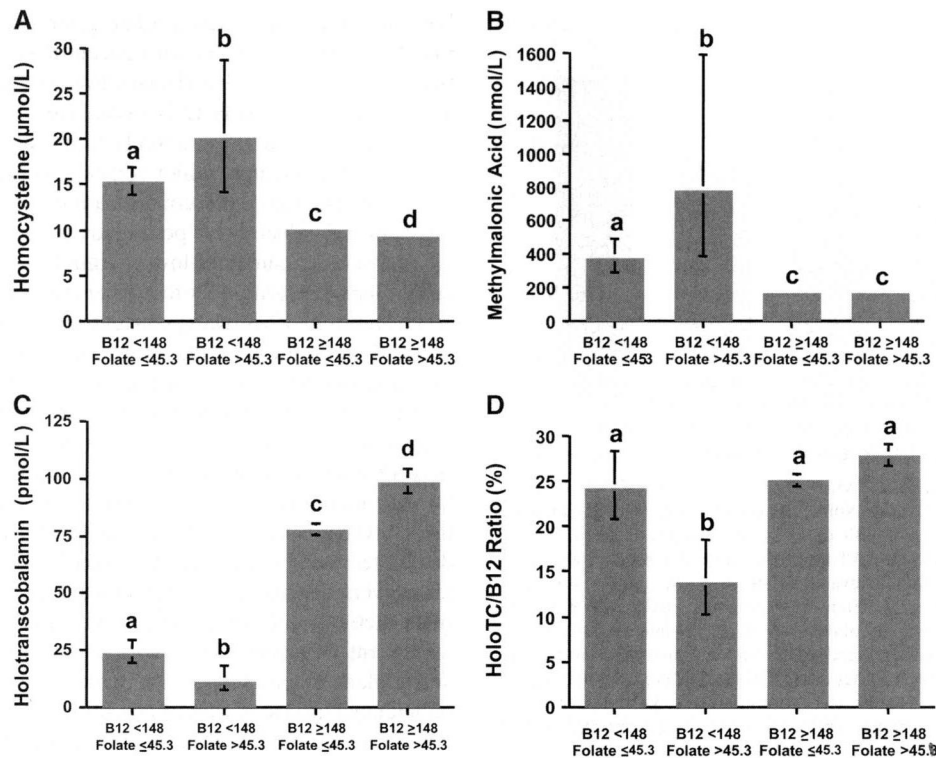 A
Homocysteine (µmol/L)
30
25
20
15
10
5
0
a
b
c
d
B12 <148
Folate ≤45.3
B12 <148
Folate >45.3
B12 ≥148
Folate ≤45.3
B12 ≥148
Folate >45.3
B
Methylmalonic Acid (nmol/L)
1600
1400
1200
1000
800
600
400
200
0
a
b
c
c
B12 <148
Folate ≤45.3
B12 <148
Folate >45.3
B12 ≥148
Folate ≤45.3
B12 ≥148
Folate >45.3
C
Holotranscobalamin (pmol/L)
125
100
75
50
25
0
a
b
c
d
B12 <148
Folate ≤45.3
B12 <148
Folate >45.3
B12 ≥148
Folate ≤45.3
B12 ≥148
Folate >45.3
D
HoloTC/B12 Ratio (%)
30
25
20
15
10
5
0
a
b
a
a
B12 <148
Folate ≤45.3
B12 <148
Folate >45.3
B12 ≥148
Folate ≤45.3
B12 ≥148
Folate >45.3